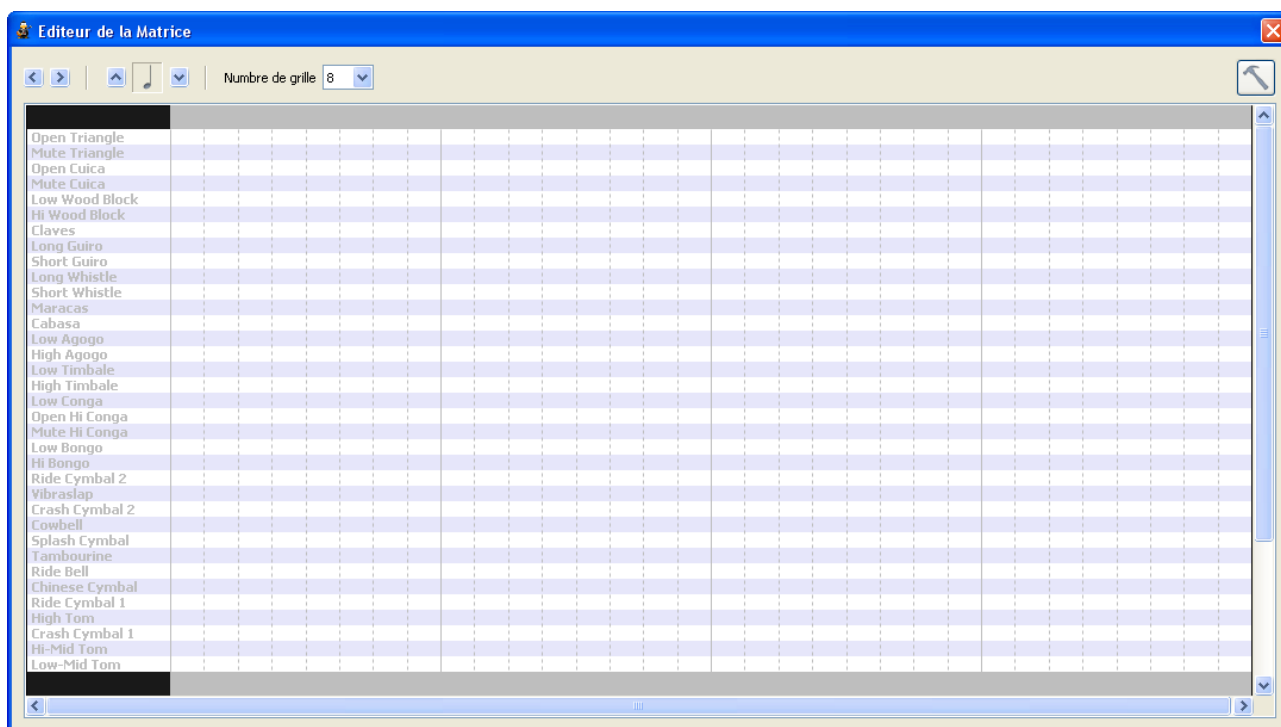 Editeur de la Matrice
Numbre de grille 8
Open Triangle
Mute Triangle
Open Cuica
Mute Cuica
Low Wood Block
Hi Wood Block
Claves
Long Guiro
Short Guiro
Long Whistle
Short Whistle
Maracas
Cabasa
Low Agogo
High Agogo
Low Timbale
High Timbale
Low Conga
Open Hi Conga
Mute Hi Conga
Low Bongo
Hi Bongo
Ride Cymbal 2
Vibraslap
Crash Cymbal 2
Cowbell
Splash Cymbal
Tambourine
Ride Bell
Chinese Cymbal
Ride Cymbal 1
High Tom
Crash Cymbal 1
Hi-Mid Tom
Low-Mid Tom